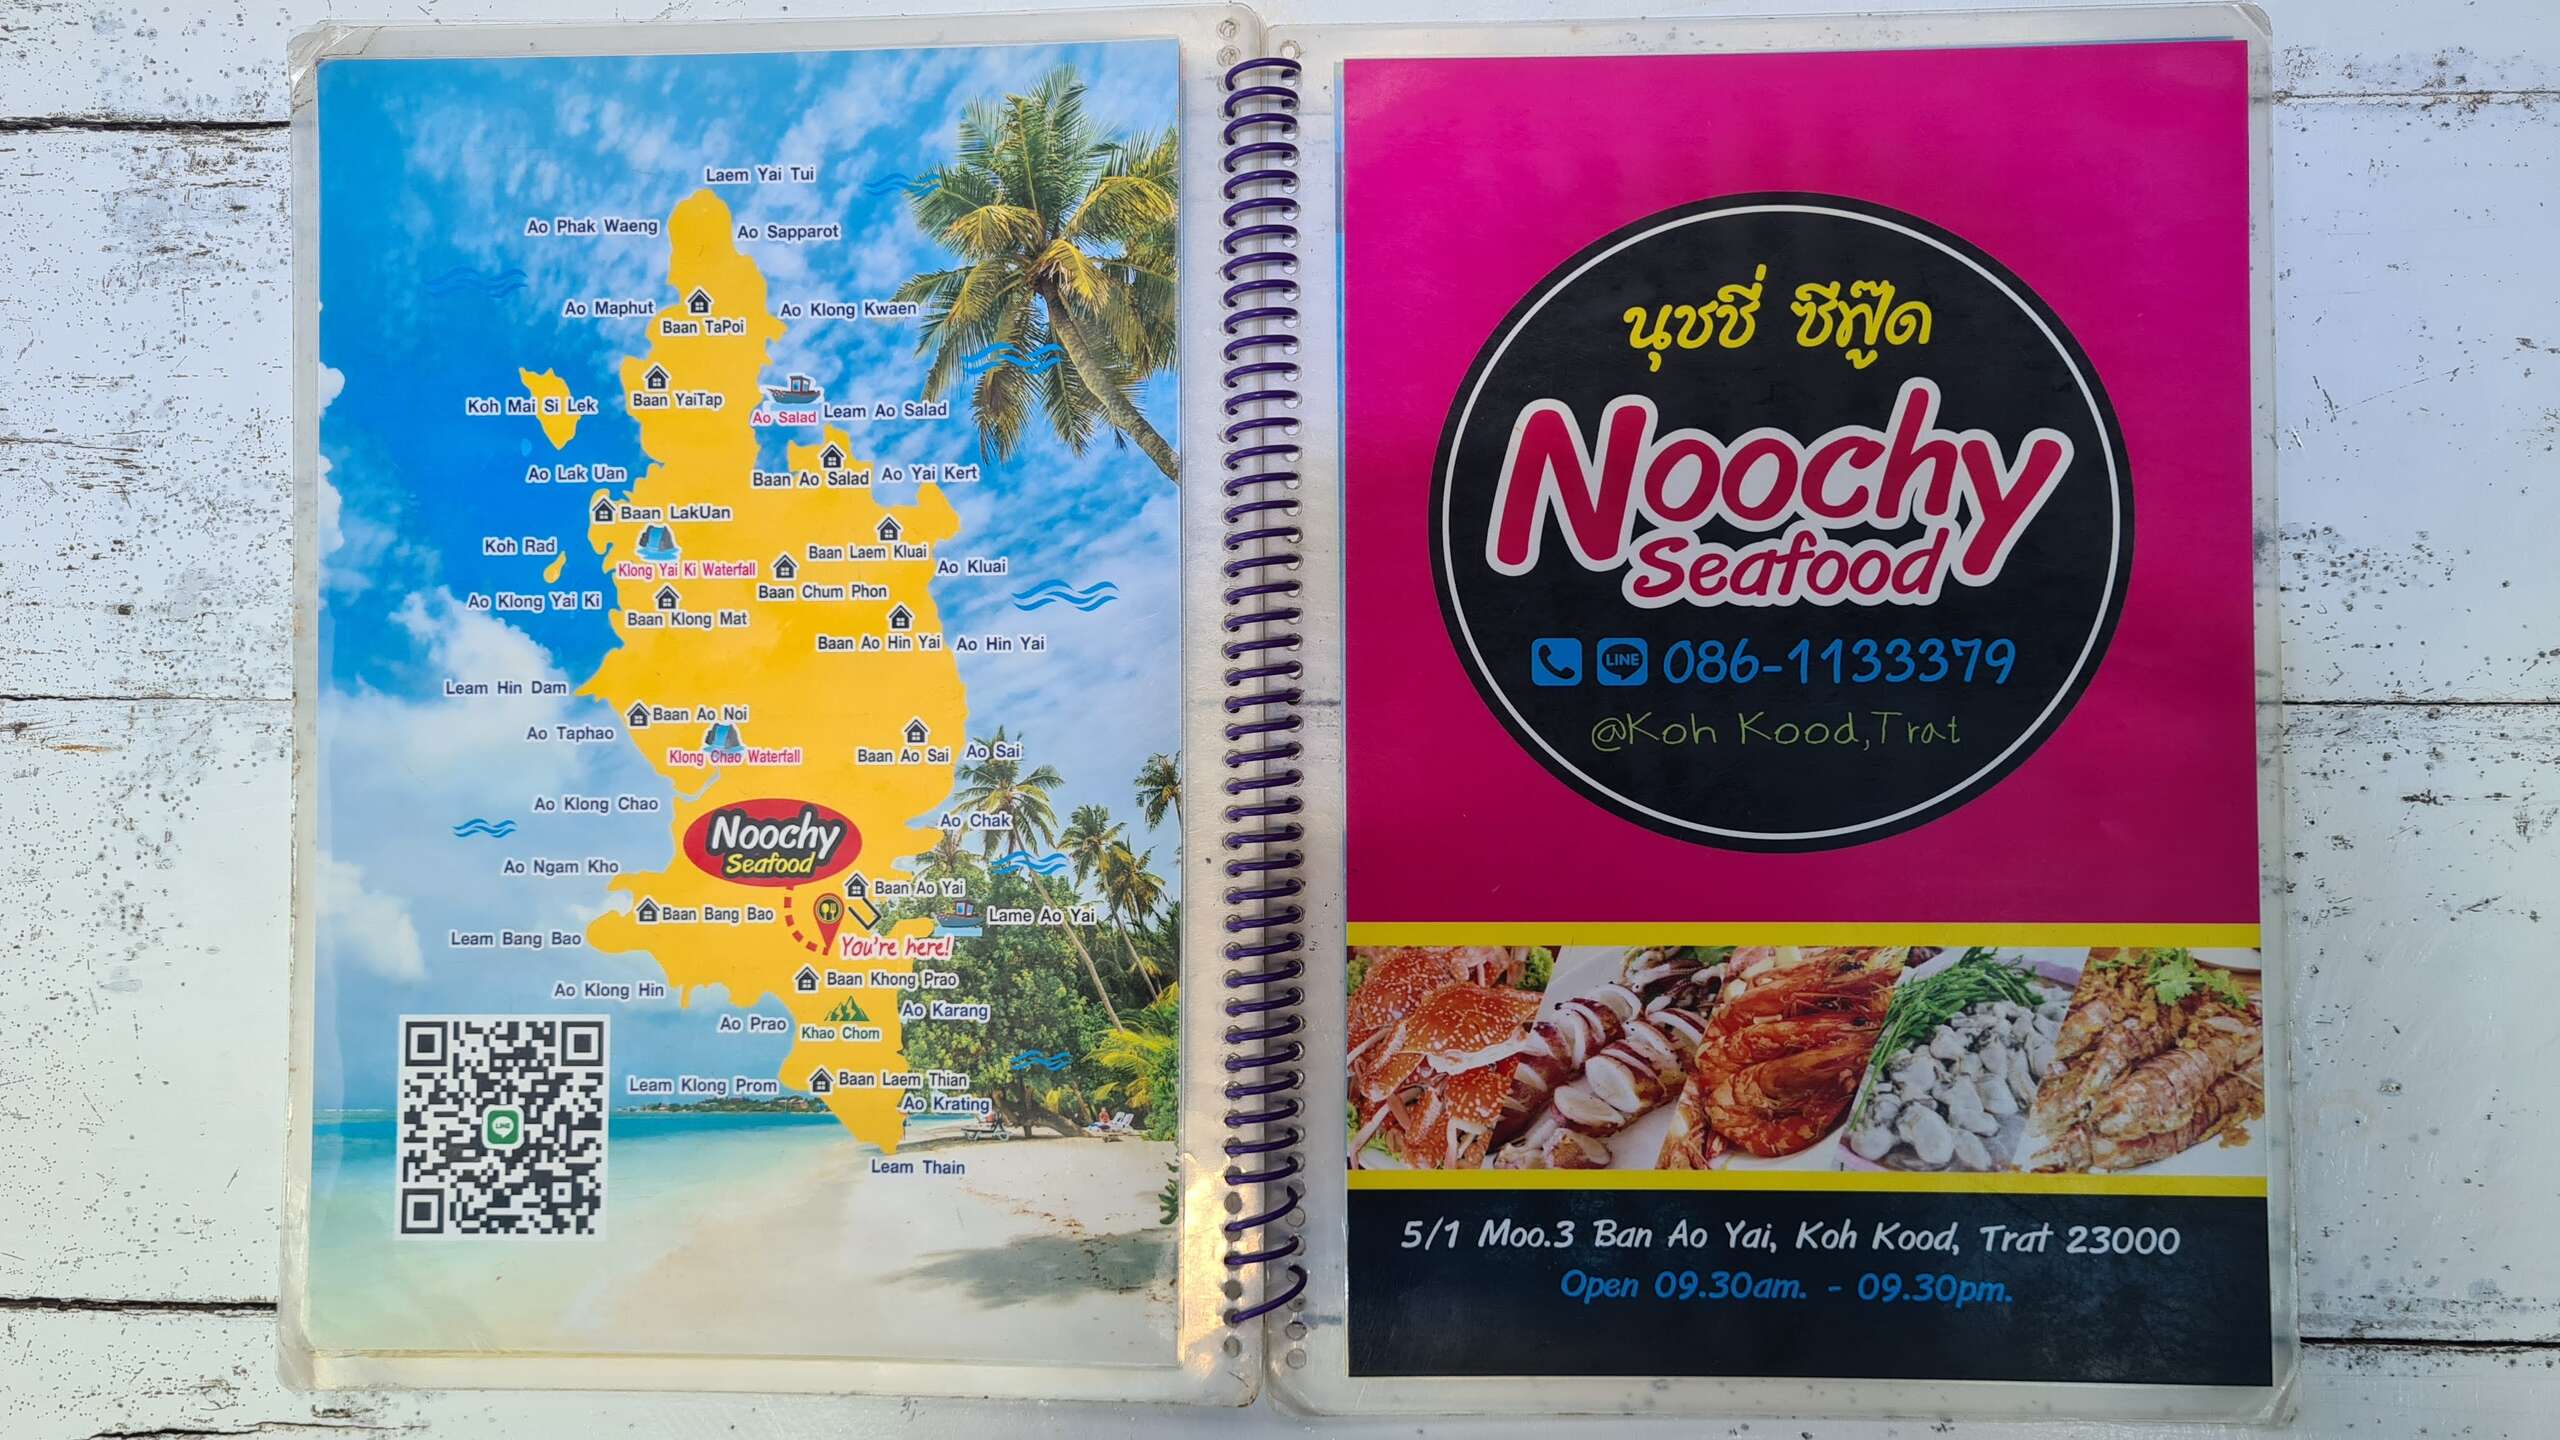 Laem Yai Tui
Ao Phak Waeng
Ao Sapparot
Ao Maphut
Ao Klong Kwaen
Baan TaPoi
Baan YaiTap
Koh Mai Si Lek
Ao Salad
Leam Ao Salad
Ao Lak Uan
Baan Ao Salad
Ao Yai Kert
Baan LakUan
Koh Rad
Klong Yai Ki Waterfall
Baan Laem Kluai
Ao Kluai
Baan Chum Phon
Ao Klong Yai Ki
Baan Klong Mat
Baan Ao Hin Yai
Ao Hin Yai
Leam Hin Dam
Baan Ao Noi
Ao Taphao
Klong Chao Waterfall
Baan Ao Sai
Ao Sai
Ao Klong Chao
Ao Chak
Noochy
Seafood
Ao Ngam Kho
Baan Ao Yai
Baan Bang Bao
Lame Ao Yai
Leam Bang Bao
You're here!
Baan Khong Prao
Ao Klong Hin
Ao Karang
Ao Prao
Khao Chom
Leam Klong Prom
Baan Laem Thian
Ao Krating
Leam Thain
LINE
นุชชี่ ซีฟู๊ด
Noochy
Seafood
LINE 086-1133379
@Koh Kood,Trat
5/1 Moo.3 Ban Ao Yai, Koh Kood, Trat 23000
Open 09.30am. - 09.30pm.